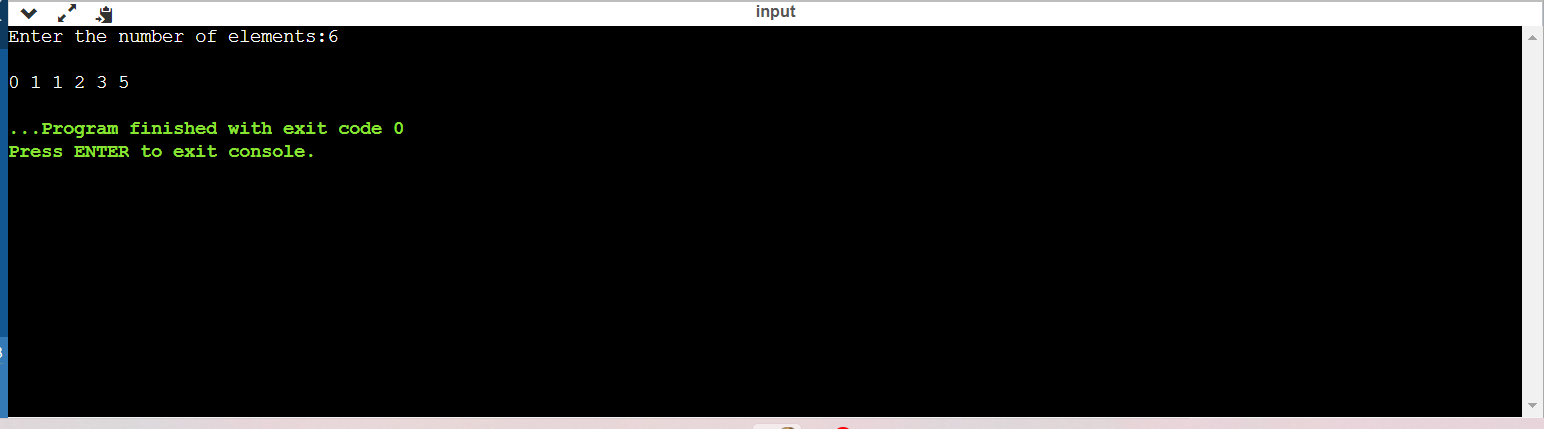 input
Enter the number of elements:6
0 1 1 2 3 5
...Program finished with exit code 0
Press ENTER to exit console.